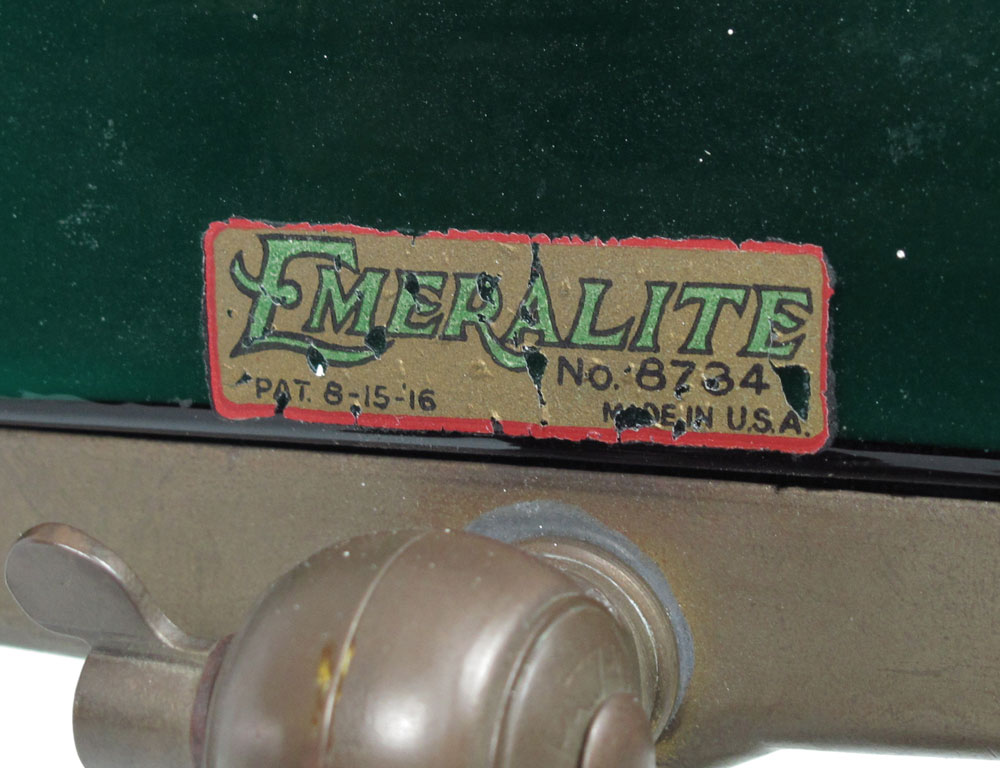 EMERALITE
No. 8734
PAT. 8-15-'16
MADE IN U.S.A.